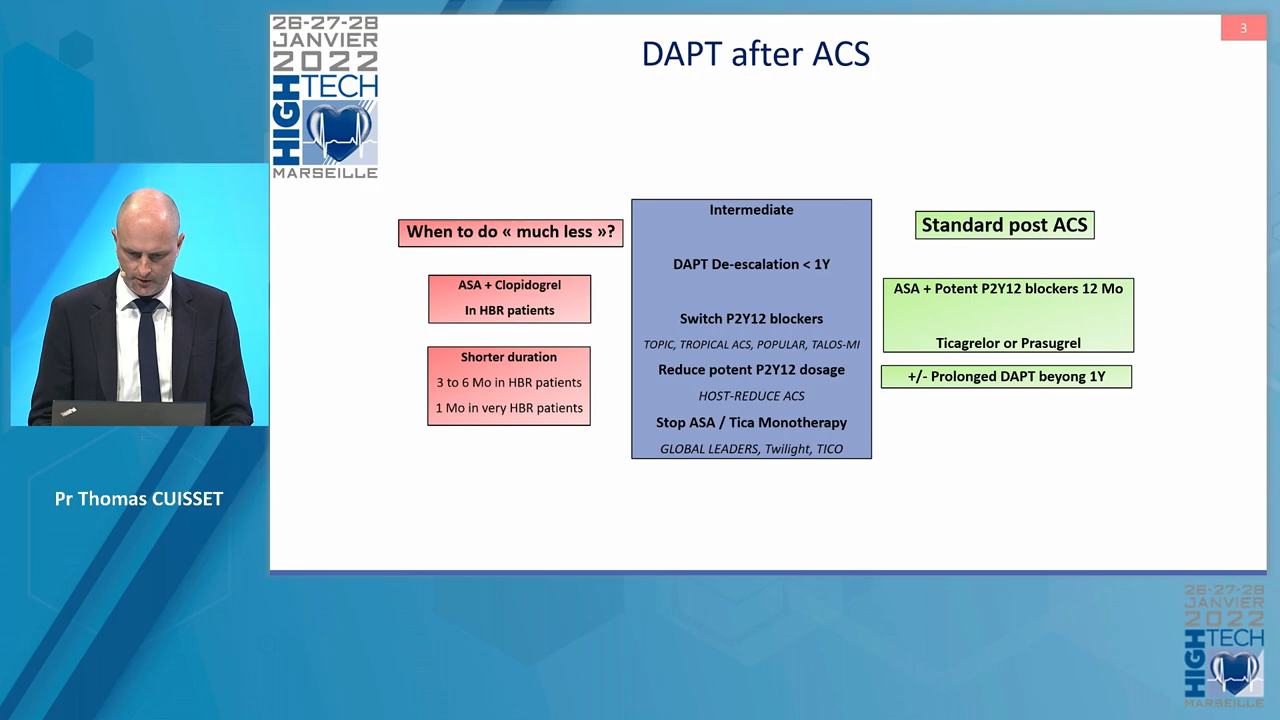 26-27-28
JANVIER
2022
HIGH TECH
MARSEILLE
3
DAPT after ACS
When to do « much less »?
ASA + Clopidogrel
In HBR patients
Shorter duration
3 to 6 Mo in HBR patients
1 Mo in very HBR patients
Intermediate
DAPT De-escalation < 1Y
Switch P2Y12 blockers
TOPIC, TROPICAL ACS, POPULAR, TALOS-MI
Reduce potent P2Y12 dosage
HOST-REDUCE ACS
Stop ASA / Tica Monotherapy
GLOBAL LEADERS, Twilight, TICO
Standard post ACS
ASA + Potent P2Y12 blockers 12 Mo
Ticagrelor or Prasugrel
+/- Prolonged DAPT beyong 1Y
Pr Thomas CUISSET
26-27-28
JANVIER
2022
HIGH TECH
MARSEILLE